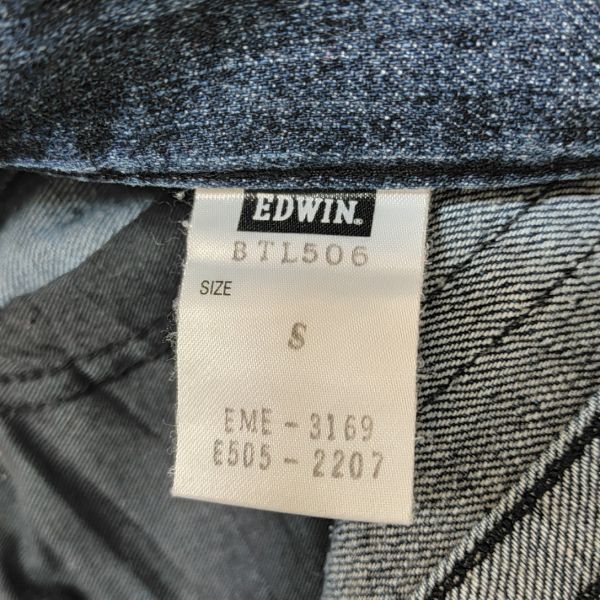 EDWIN.
BTL506
SIZE
S
EME-3169
E505-2207